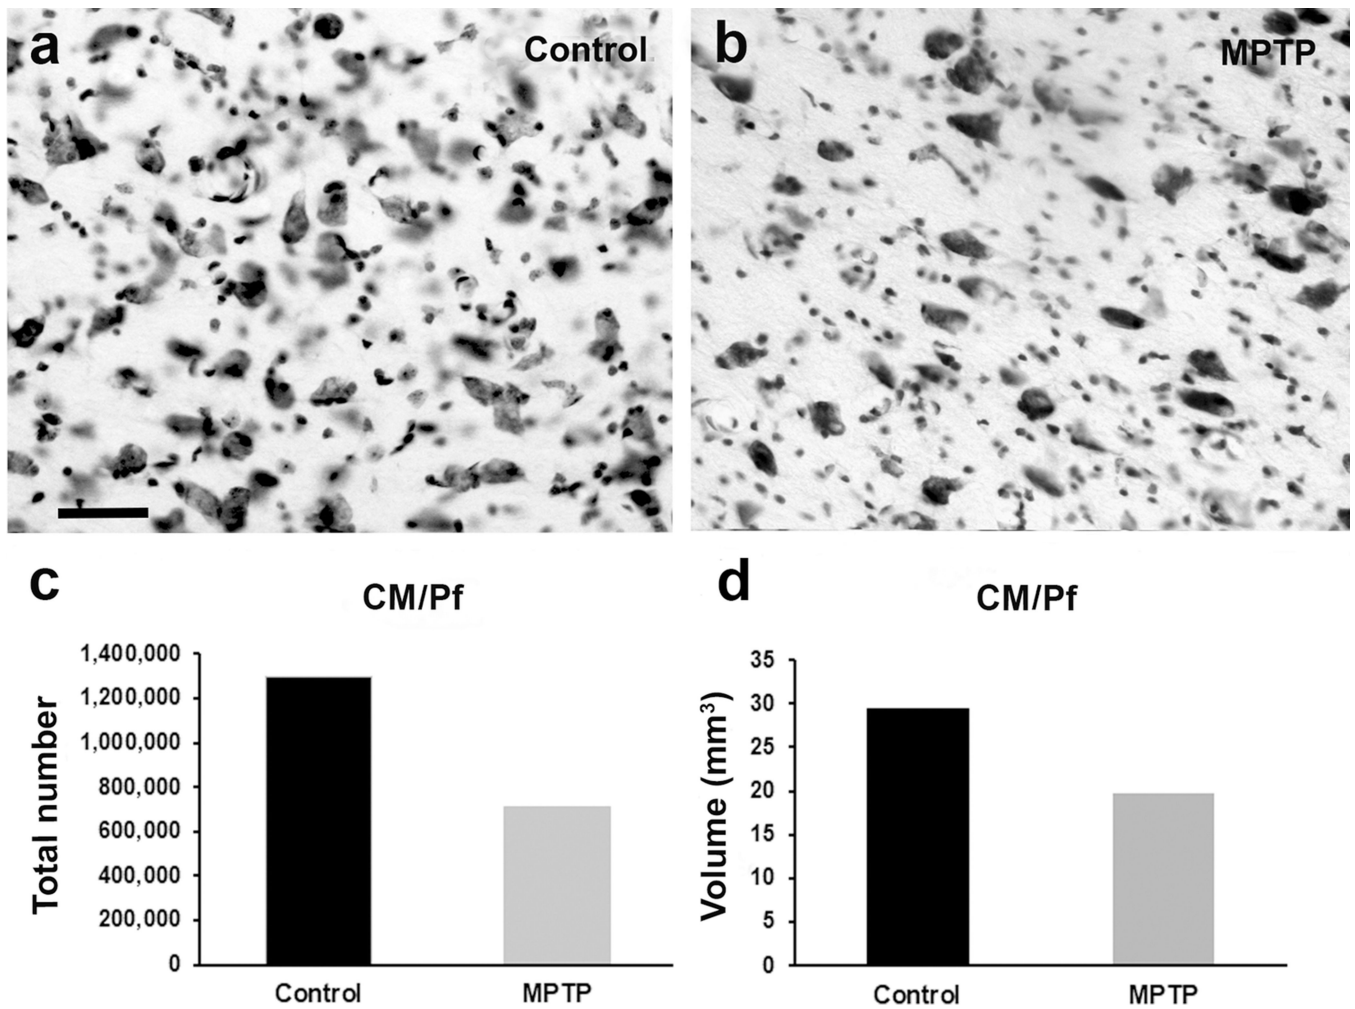 a
Control
b
MPTP
c
CM/Pf
1,400,000
1,200,000
1,000,000
800,000
600,000
400,000
200,000
0
Total number
Control
MPTP
d
CM/Pf
35
30
25
20
15
10
5
0
Volume (mm³)
Control
MPTP